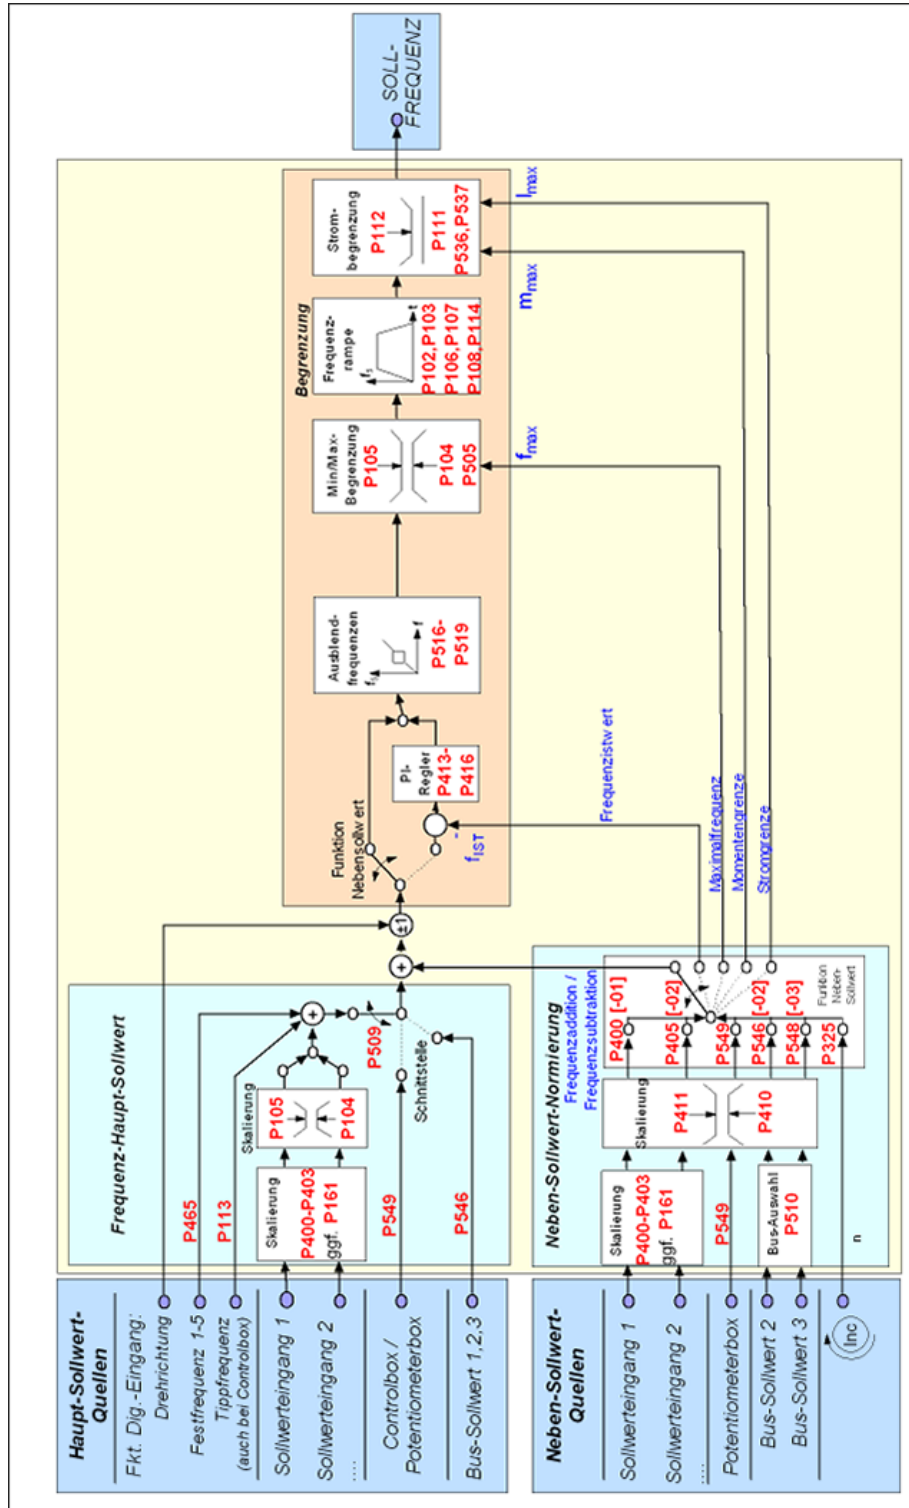 Haupt-Sollwert-
Quellen
Fkt. Dig.-Eingang:
Drehrichtung
Festfrequenz 1-5
Tippfrequenz
(auch bei Controlbox)
Sollwerteingang 1
Sollwerteingang 2
....
Controlbox /
Potentiometerbox
Bus-Sollwert 1,2,3
Frequenz-Haupt-Sollwert
P465
P113
Skalierung
P400-P403
ggf. P161
Skalierung
P105
P104
P549
P546
+
P509
Schnittstelle
+
±1
Funktion
Nebensollwert
-
fIST
PI-
Regler
P413-
P416
Ausblend-
frequenzen
fs
f
P516-
P519
Begrenzung
Min/Max-
Begrenzung
P105
P104
P505
Frequenz-
rampe
fs
t
P102,P103
P106,P107
P108,P114
Strom-
begrenzung
P112
P111
P536,P537
SOLL-
FREQUENZ
fmax
mmax
Imax
Neben-Sollwert-
Quellen
Sollwerteingang 1
Sollwerteingang 2
....
Potentiometerbox
Bus-Sollwert 2
Bus-Sollwert 3
Inc
Neben-Sollwert-Normierung
Skalierung
P400-P403
ggf. P161
P549
Bus-Auswahl
P510
n
Skalierung
P411
P410
Frequenzaddition /
Frequenzsubtraktion
P400 [-01]
P405 [-02]
P549
P546 [-02]
P548 [-03]
P325
Funktion
Neben-
Sollwert
Frequenzistwert
Maximalfrequenz
Momentengrenze
Stromgrenze